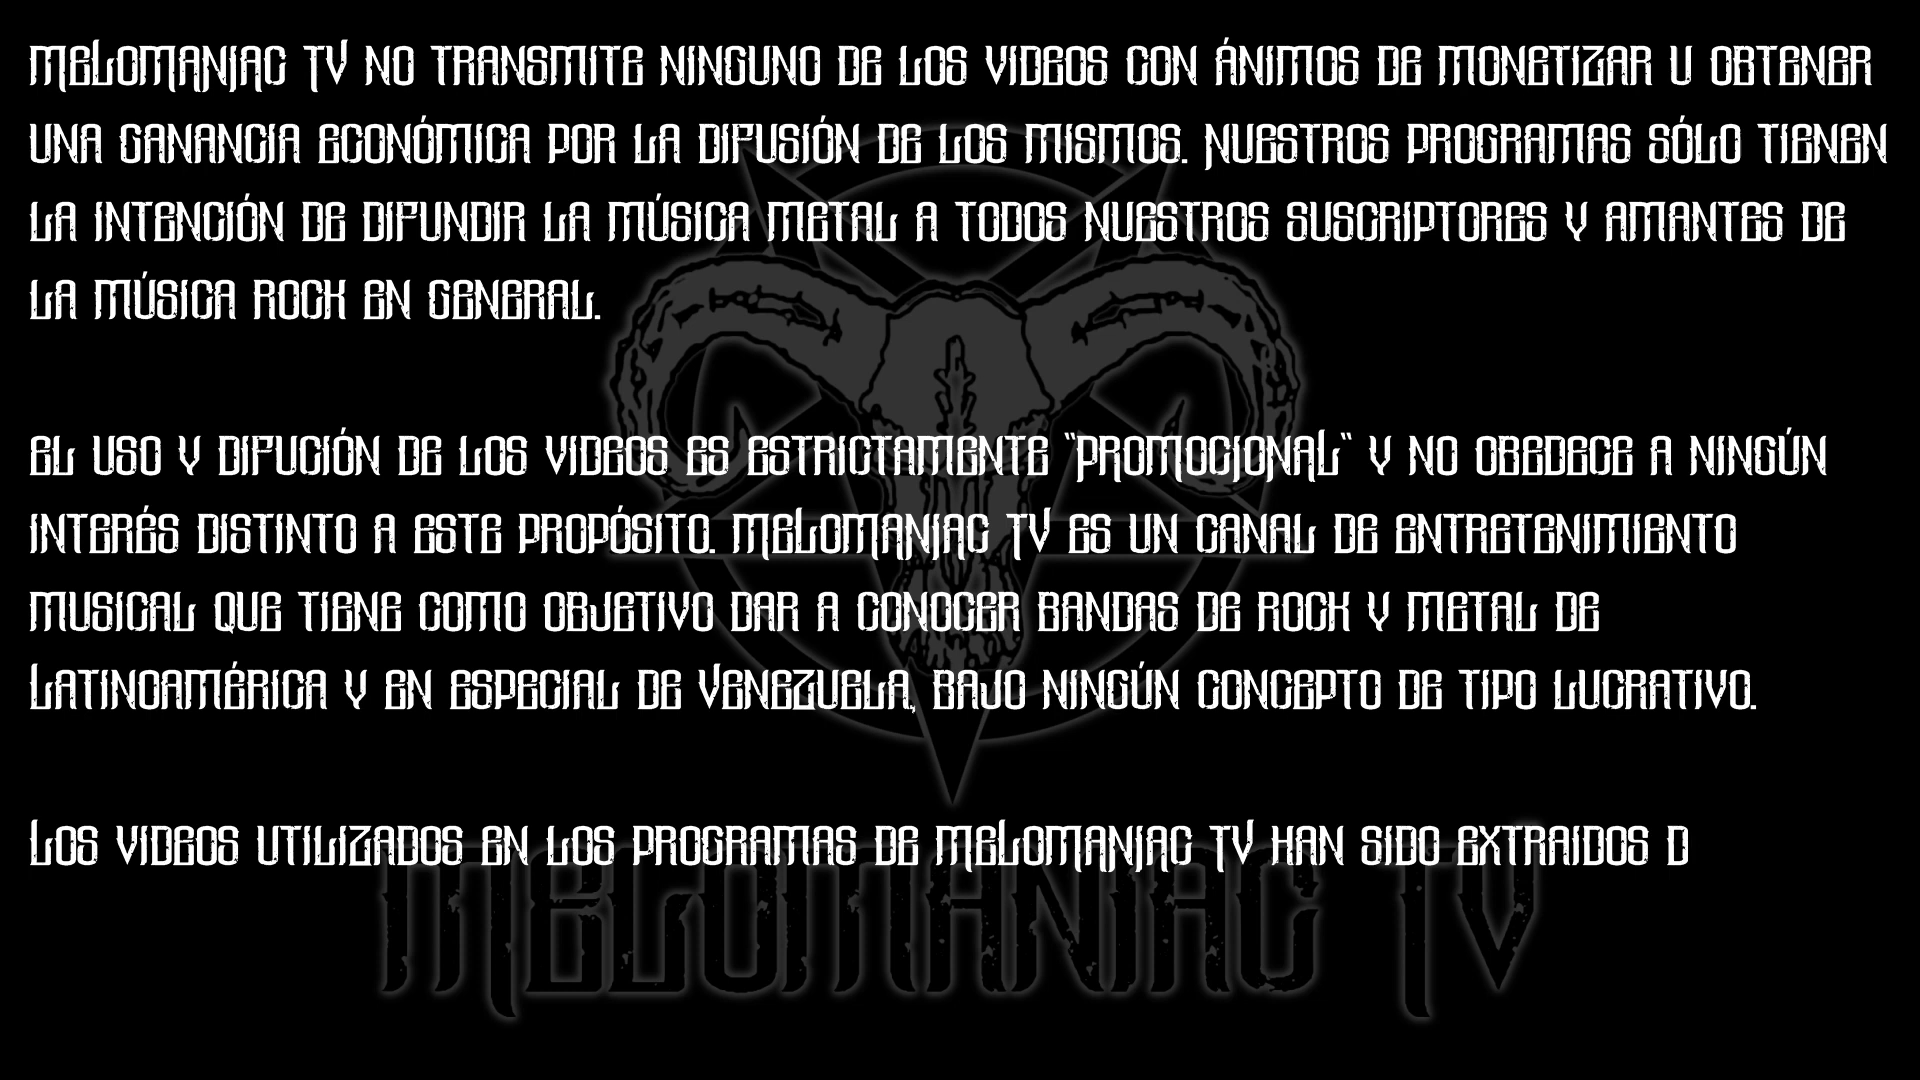 MELOMANIAC TV NO TRANSMITE NINGUNO DE LOS VIDEOS CON ÁNIMOS DE MONETIZAR U OBTENER
UNA GANANCIA ECONÓMICA POR LA DIFUSIÓN DE LOS MISMOS. NUESTROS PROGRAMAS SÓLO TIENEN
LA INTENCIÓN DE DIFUNDIR LA MÚSICA METAL A TODOS NUESTROS SUSCRIPTORES Y AMANTES DE
LA MÚSICA ROCK EN GENERAL.
EL USO Y DIFUCIÓN DE LOS VIDEOS ES ESTRICTAMENTE "PROMOCIONAL" Y NO OBEDECE A NINGÚN
INTERÉS DISTINTO A ESTE PROPÓSITO. MELOMANIAC TV ES UN CANAL DE ENTRETENIMIENTO
MUSICAL QUE TIENE COMO OBJETIVO DAR A CONOCER BANDAS DE ROCK Y METAL DE
LATINOAMÉRICA Y EN ESPECIAL DE VENEZUELA, BAJO NINGÚN CONCEPTO DE TIPO LUCRATIVO.
LOS VIDEOS UTILIZADOS EN LOS PROGRAMAS DE MELOMANIAC TV HAN SIDO EXTRAIDOS D
MELOMANIAC TV